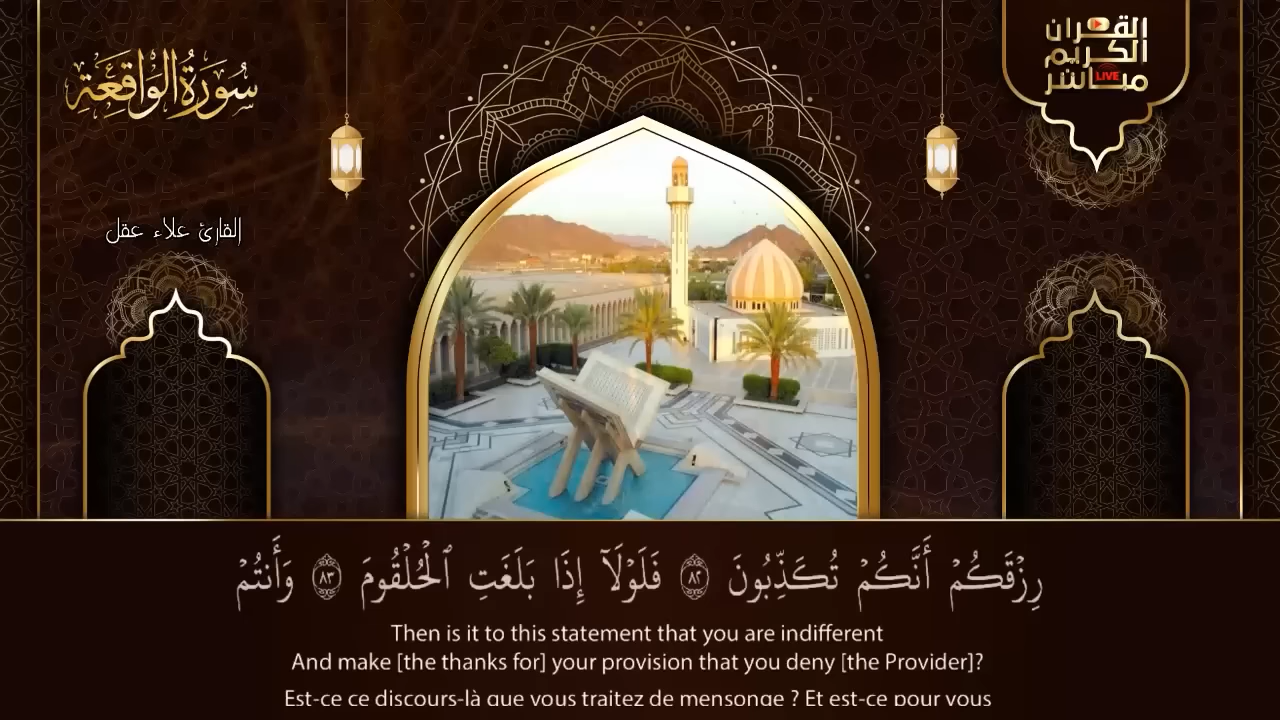 سُورَةُ الوَاقِعَة
القرآن
الكريم
مباشر
LIVE
القارئ علاء عقل
رِزْقَكُمْ أَنَّكُمْ تُكَذِّبُونَ ٨٢ فَلَوْلَآ إِذَا بَلَغَتِ ٱلْحُلْقُومَ ٨٣ وَأَنتُمْ
Then is it to this statement that you are indifferent
And make [the thanks for] your provision that you deny [the Provider]?
Est-ce ce discours-là que vous traitez de mensonge ? Et est-ce pour vous